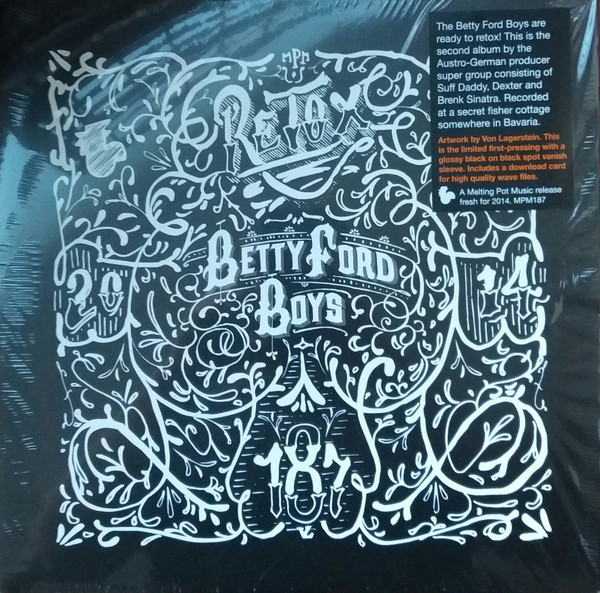 MPM
RETOX
BETTY FORD
BOYS
20
14
187
The Betty Ford Boys are
ready to retox! This is the
second album by the
Austro-German producer
super group consisting of
Suff Daddy, Dexter and
Brenk Sinatra. Recorded
at a secret fisher cottage
somewhere in Bavaria.
Artwork by Von Lagerstein. This
is the limited first-pressing with a
glossy black on black spot vanish
sleeve. Includes a download card
for high quality wave files.
A Melting Pot Music release
fresh for 2014. MPM187